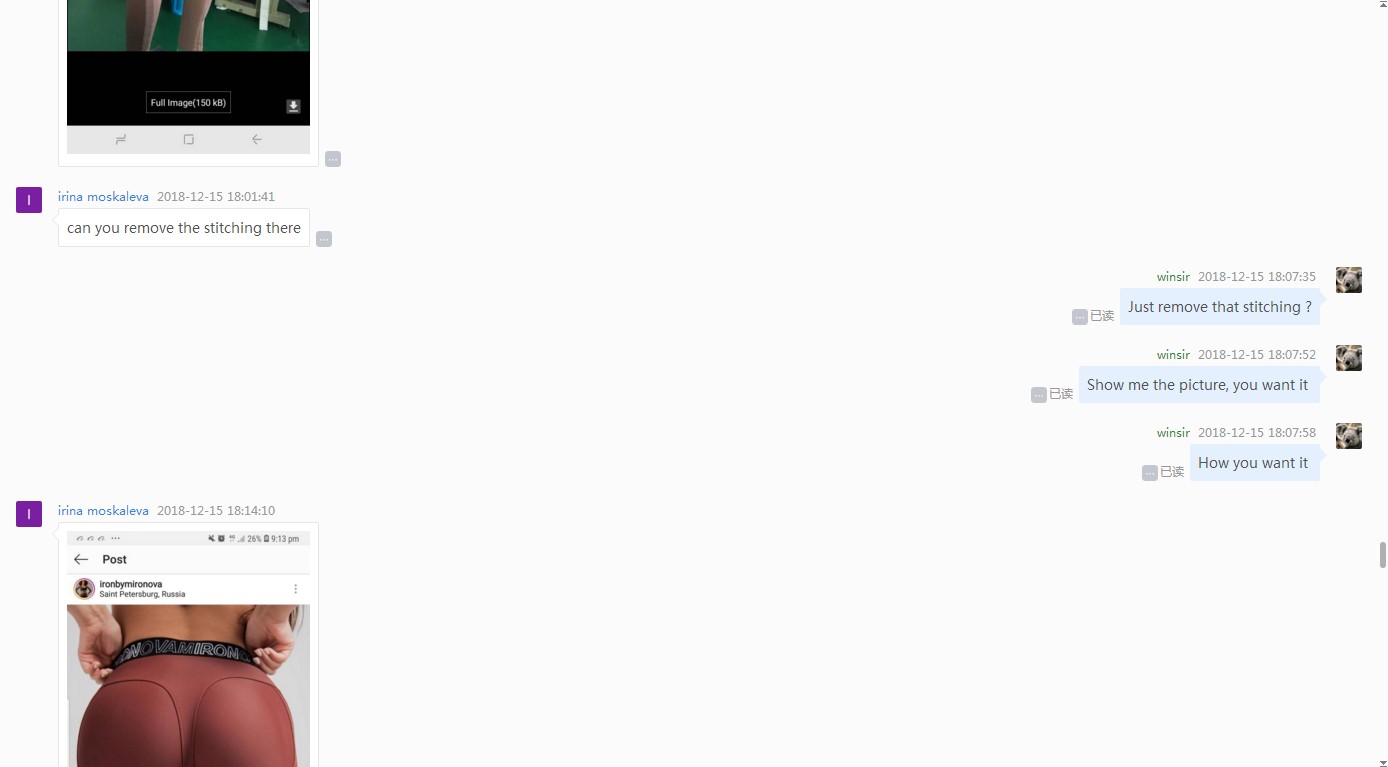 Full Image(150 kB)
I
irina moskaleva 2018-12-15 18:01:41
can you remove the stitching there
winsir 2018-12-15 18:07:35
Just remove that stitching ?
已读
winsir 2018-12-15 18:07:52
Show me the picture, you want it
已读
winsir 2018-12-15 18:07:58
How you want it
已读
I
irina moskaleva 2018-12-15 18:14:10
26% 9:13 pm
Post
ironbymironova
Saint Petersburg, Russia
NOVAMIRON